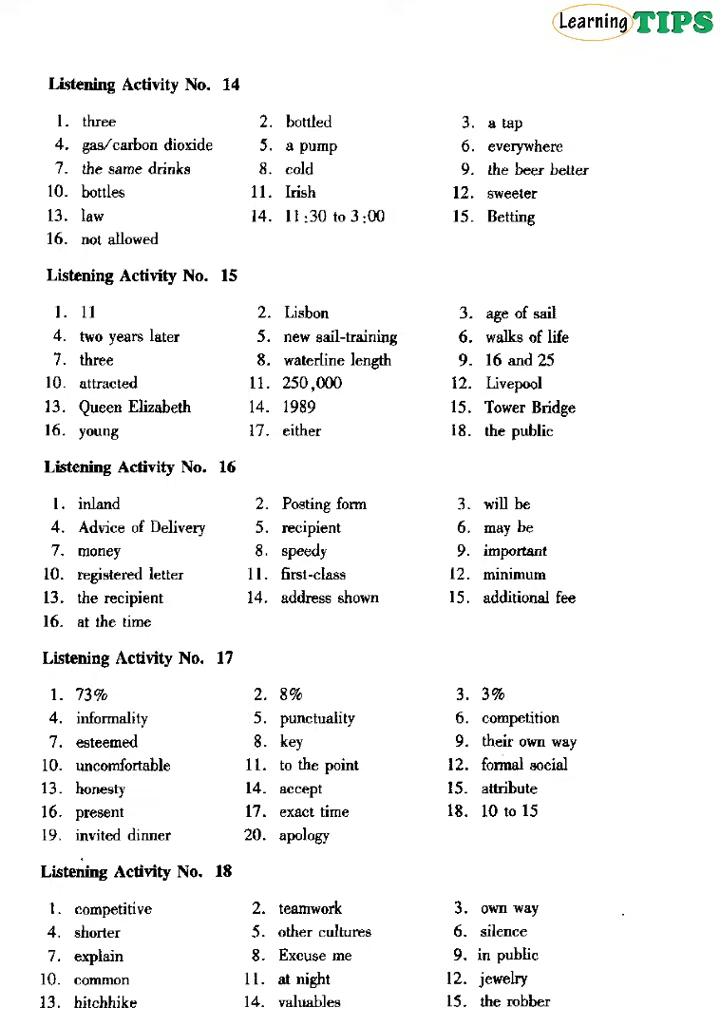 Learning TIPS
Listening Activity No. 14
1. three 2. bottled 3. a tap
4. gas/carbon dioxide 5. a pump 6. everywhere
7. the same drinks 8. cold 9. the beer better
10. bottles 11. Irish 12. sweeter
13. law 14. 11:30 to 3:00 15. Betting
16. not allowed
Listening Activity No. 15
1. 11 2. Lisbon 3. age of sail
4. two years later 5. new sail-training 6. walks of life
7. three 8. waterline length 9. 16 and 25
10. attracted 11. 250,000 12. Livepool
13. Queen Elizabeth 14. 1989 15. Tower Bridge
16. young 17. either 18. the public
Listening Activity No. 16
1. inland 2. Posting form 3. will be
4. Advice of Delivery 5. recipient 6. may be
7. money 8. speedy 9. important
10. registered letter 11. first-class 12. minimum
13. the recipient 14. address shown 15. additional fee
16. at the time
Listening Activity No. 17
1. 73% 2. 8% 3. 3%
4. informality 5. punctuality 6. competition
7. esteemed 8. key 9. their own way
10. uncomfortable 11. to the point 12. formal social
13. honesty 14. accept 15. attribute
16. present 17. exact time 18. 10 to 15
19. invited dinner 20. apology
Listening Activity No. 18
1. competitive 2. teamwork 3. own way
4. shorter 5. other cultures 6. silence
7. explain 8. Excuse me 9. in public
10. common 11. at night 12. jewelry
13. hitchhike 14. valuables 15. the robber